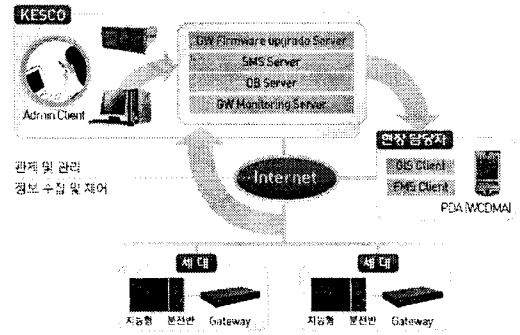 KESCO
GW Firmware upgrade Server
SMS Server
DB Server
GW Monitoring Server
Admin Client
현장 담당자
GIS Client
EMS Client
PDA [WCDMA]
관제 및 관리
정보 수집 및 제어
Internet
세 대
지능형 분전반 Gateway
세 대
지능형 분전반 Gateway